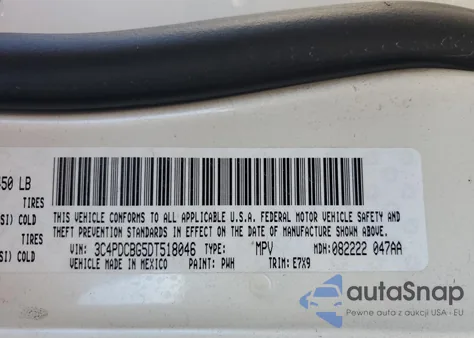 450 LB
TIRES
SI) COLD
THIS VEHICLE CONFORMS TO ALL APPLICABLE U.S.A. FEDERAL MOTOR VEHICLE SAFETY AND
TIRES THEFT PREVENTION STANDARDS IN EFFECT ON THE DATE OF MANUFACTURE SHOWN ABOVE.
SI) COLD VIN: 3C4PDCBG5DT518046 TYPE: MPV MDH: 082222 047AA
VEHICLE MADE IN MEXICO PAINT: PWH TRIM: E7X9
autaSnap
Pewne auta z aukcji USA - EU